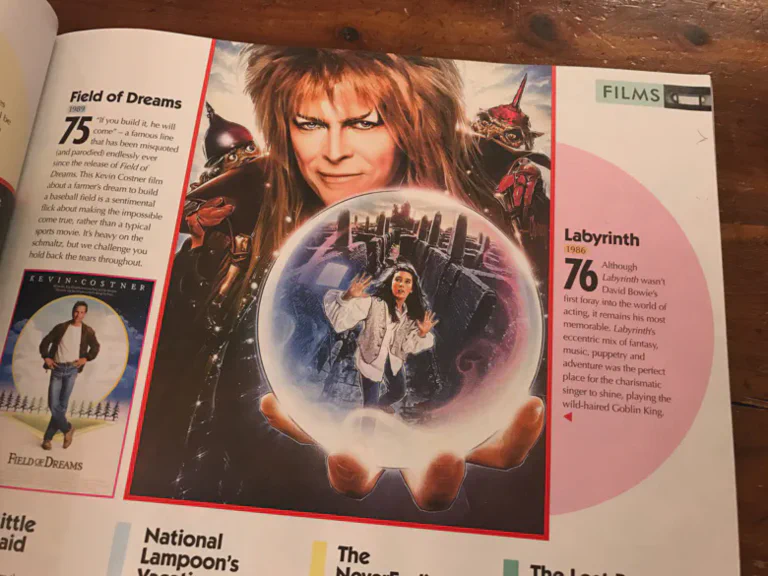 Field of Dreams
1989
75 "If you build it, he will
come" – a famous line
that has been misquoted
(and parodied) endlessly ever
since the release of Field of
Dreams. This Kevin Costner film
about a farmer's dream to build
a baseball field is a sentimental
flick about making the impossible
come true, rather than a typical
sports movie. It's heavy on the
schmaltz, but we challenge you
hold back the tears throughout.
KEVIN • COSTNER
FIELD OF DREAMS
FILMS
Labyrinth
1986
76 Although
Labyrinth wasn't
David Bowie's
first foray into the world of
acting, it remains his most
memorable. Labyrinth's
eccentric mix of fantasy,
music, puppetry and
adventure was the perfect
place for the charismatic
singer to shine, playing the
wild-haired Goblin King.
ittle
aid
National
Lampoon's
The
The